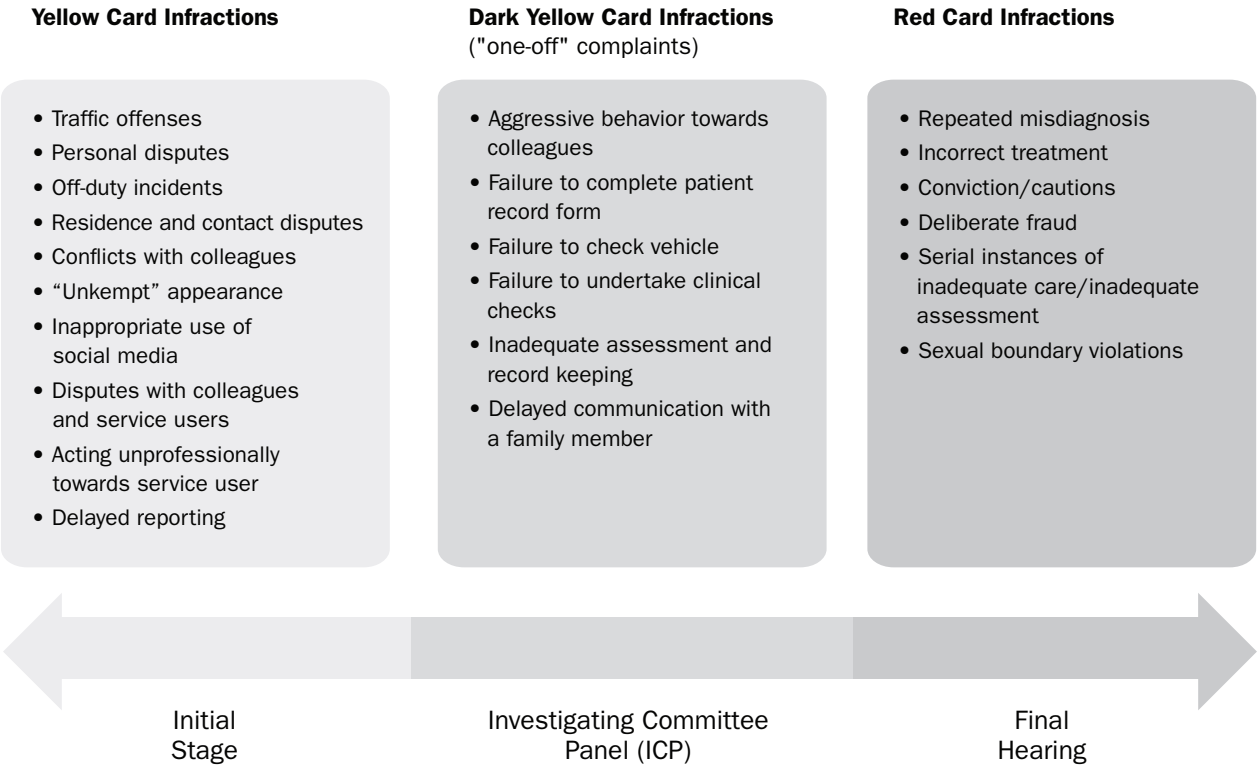 Yellow Card Infractions
• Traffic offenses
• Personal disputes
• Off-duty incidents
• Residence and contact disputes
• Conflicts with colleagues
• “Unkempt” appearance
• Inappropriate use of
social media
• Disputes with colleagues
and service users
• Acting unprofessionally
towards service user
• Delayed reporting
Dark Yellow Card Infractions
("one-off" complaints)
• Aggressive behavior towards
colleagues
• Failure to complete patient
record form
• Failure to check vehicle
• Failure to undertake clinical
checks
• Inadequate assessment and
record keeping
• Delayed communication with
a family member
Red Card Infractions
• Repeated misdiagnosis
• Incorrect treatment
• Conviction/cautions
• Deliberate fraud
• Serial instances of
inadequate care/inadequate
assessment
• Sexual boundary violations
Initial
Stage
Investigating Committee
Panel (ICP)
Final
Hearing